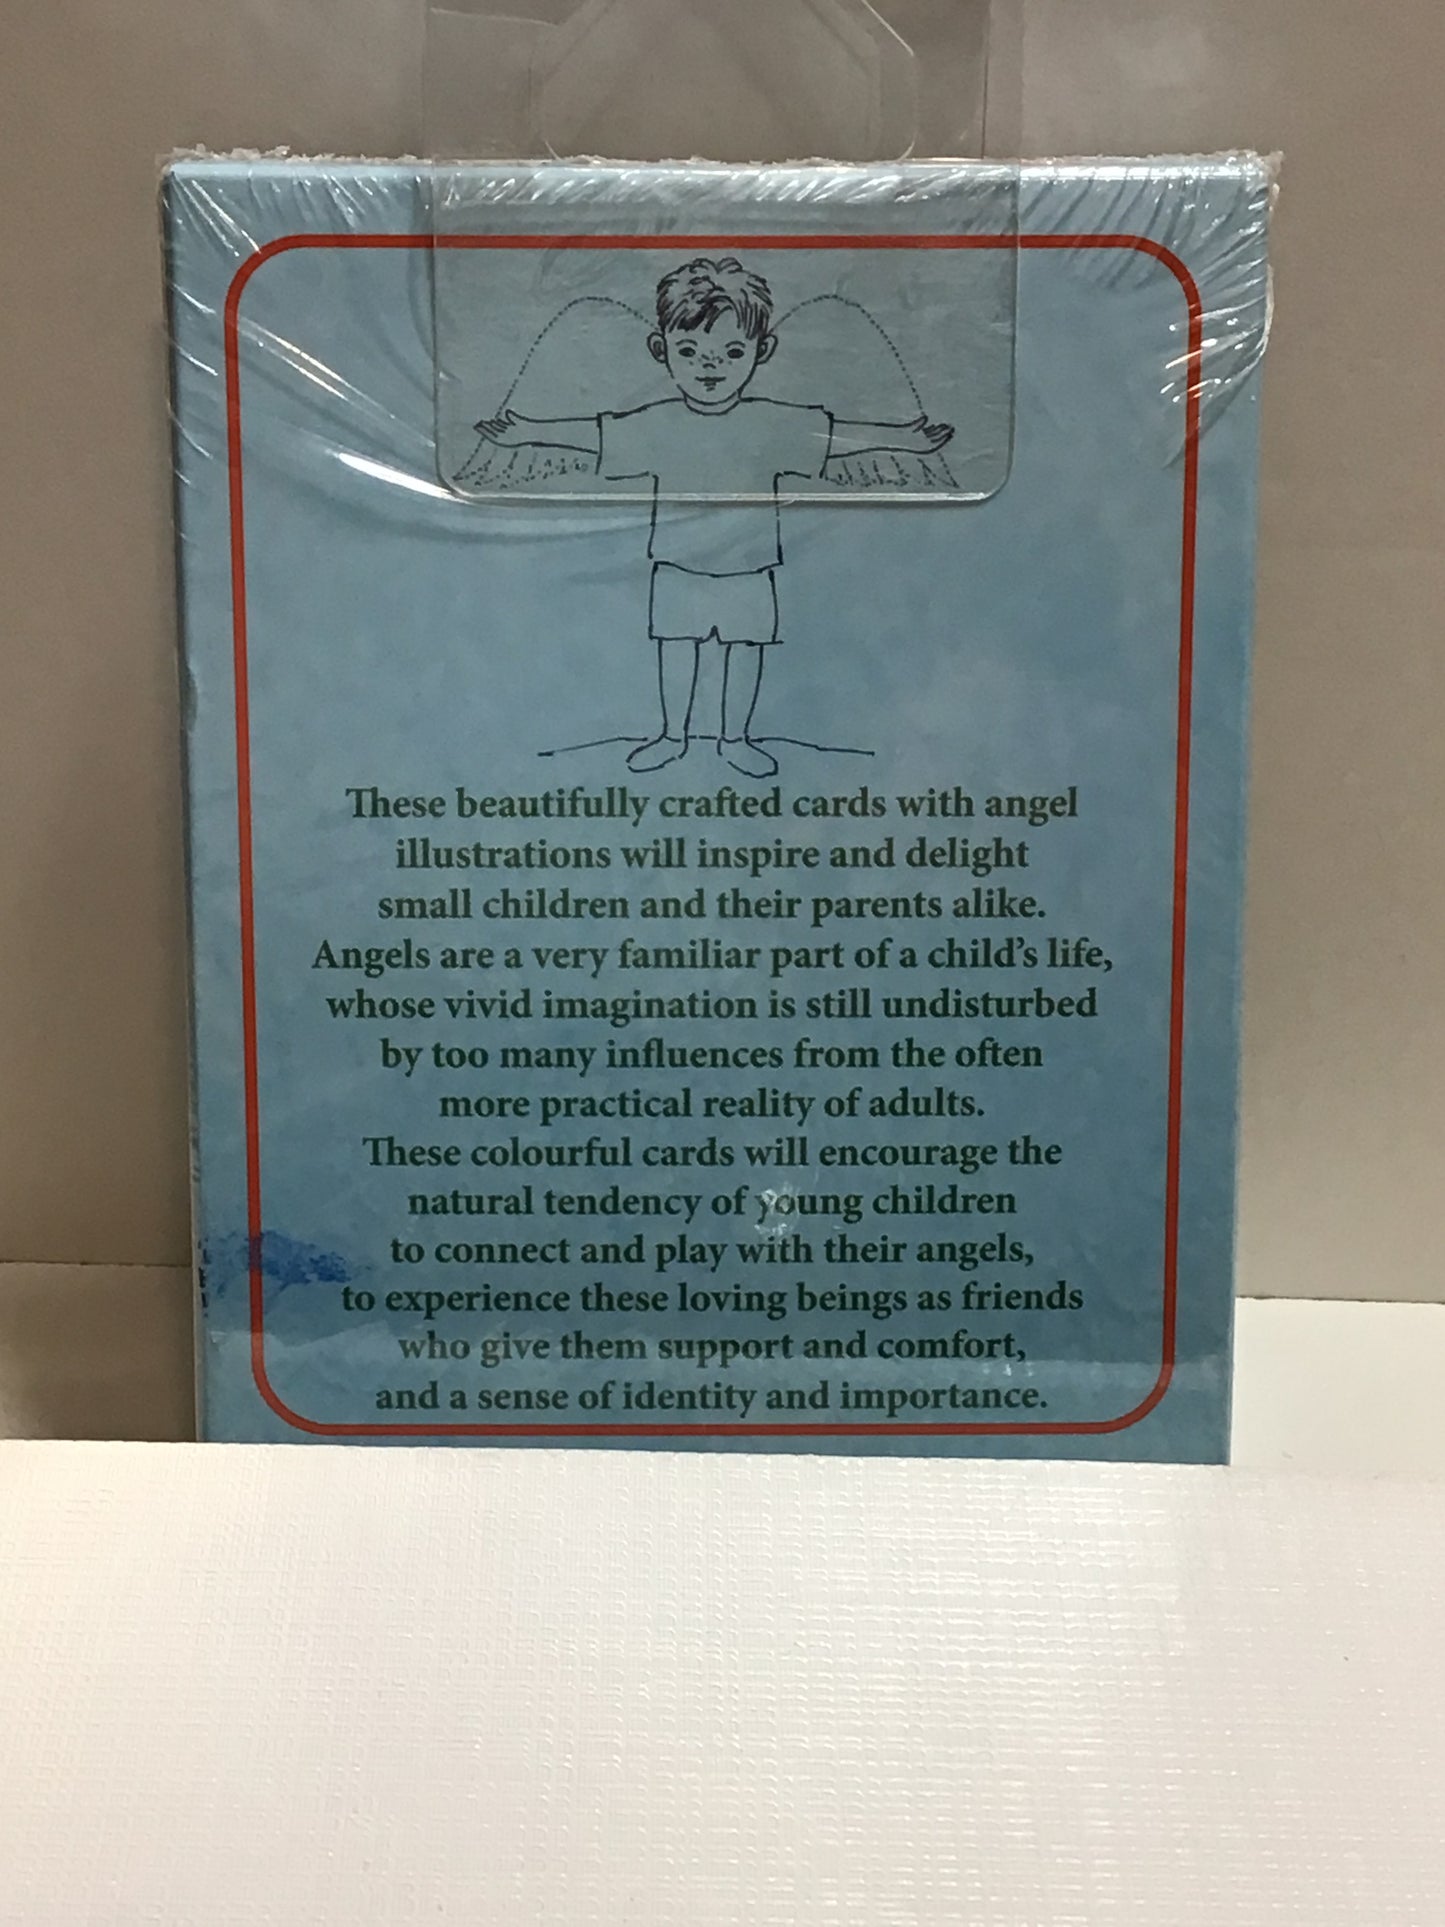 These beautifully crafted cards with angel
illustrations will inspire and delight
small children and their parents alike.
Angels are a very familiar part of a child’s life,
whose vivid imagination is still undisturbed
by too many influences from the often
more practical reality of adults.
These colourful cards will encourage the
natural tendency of young children
to connect and play with their angels,
to experience these loving beings as friends
who give them support and comfort,
and a sense of identity and importance.